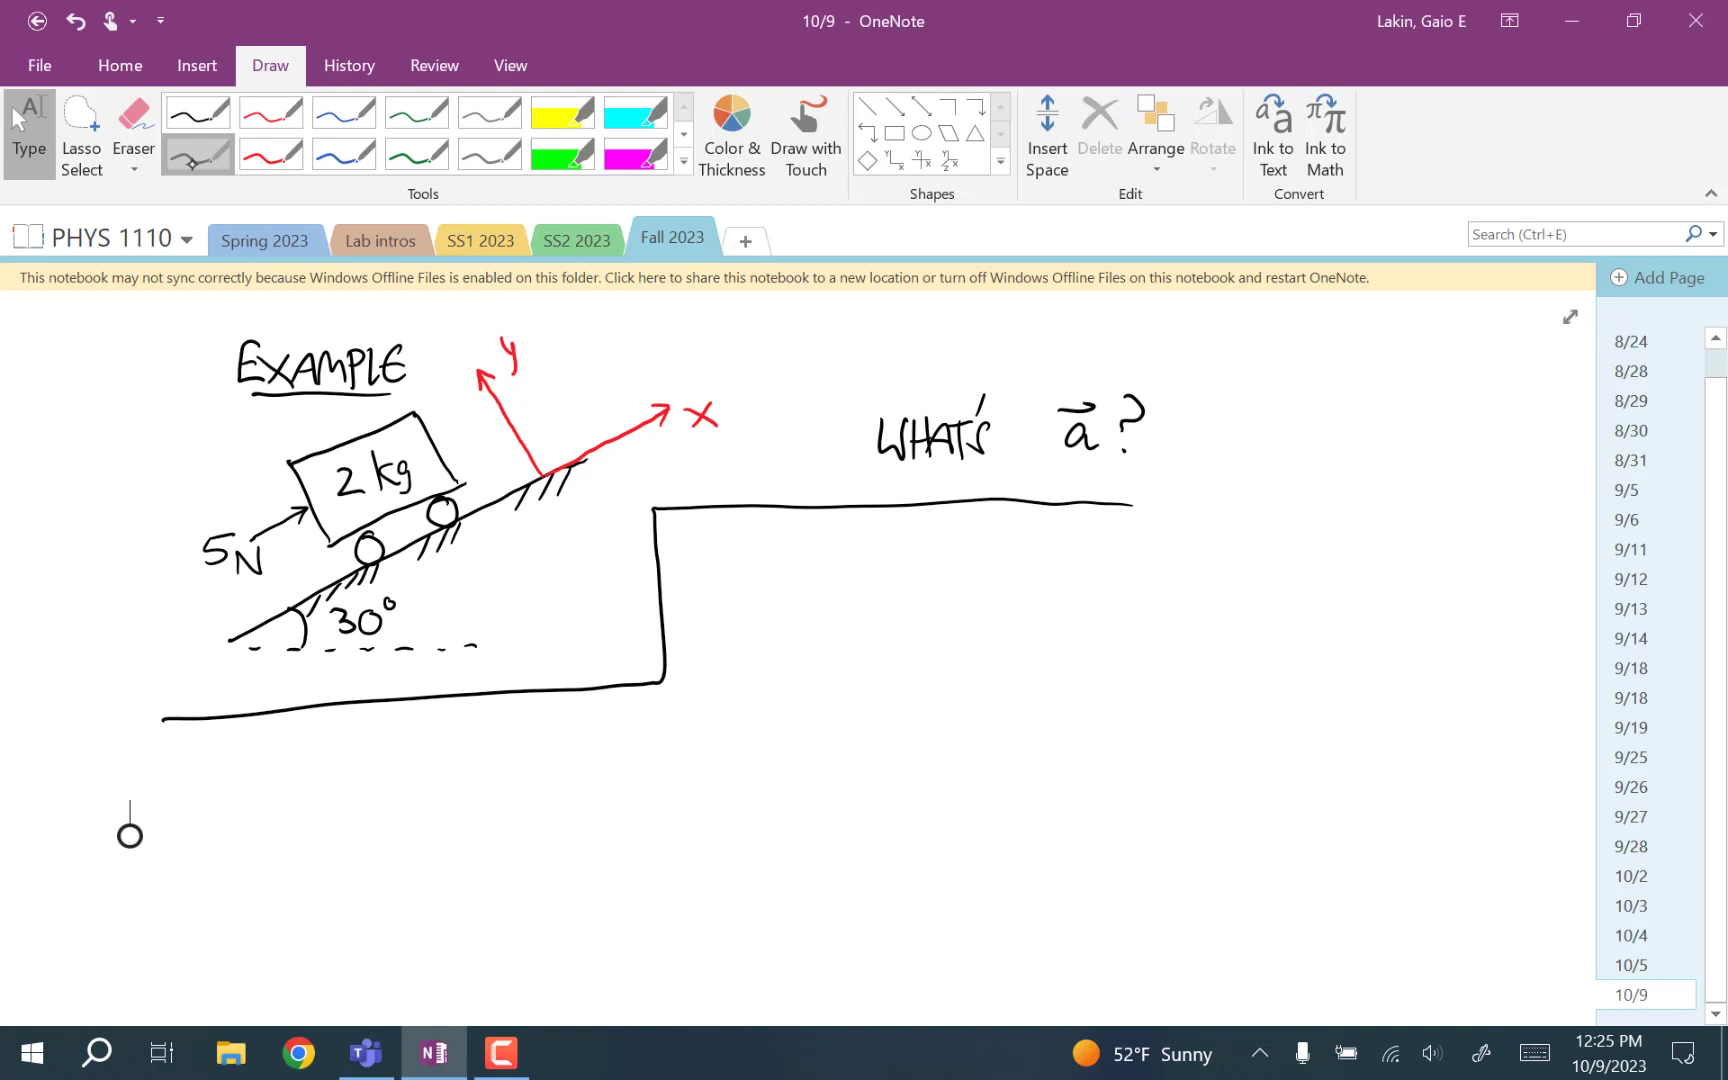 10/9 - OneNote
Lakin, Gaio E
File Home Insert Draw History Review View
Type
Lasso Select
Eraser
Color & Thickness
Draw with Touch
Insert Space
Delete
Arrange
Rotate
Ink to Text
Ink to Math
Tools
Shapes
Edit
Convert
PHYS 1110
Spring 2023
Lab intros
SS1 2023
SS2 2023
Fall 2023
Search (Ctrl+E)
This notebook may not sync correctly because Windows Offline Files is enabled on this folder. Click here to share this notebook to a new location or turn off Windows Offline Files on this notebook and restart OneNote.
Add Page
EXAMPLE
y
x
2 kg
5N
30°
WHAT'S a⃗?
8/24
8/28
8/29
8/30
8/31
9/5
9/6
9/11
9/12
9/13
9/14
9/18
9/18
9/19
9/25
9/26
9/27
9/28
10/2
10/3
10/4
10/5
10/9
52°F Sunny
12:25 PM
10/9/2023